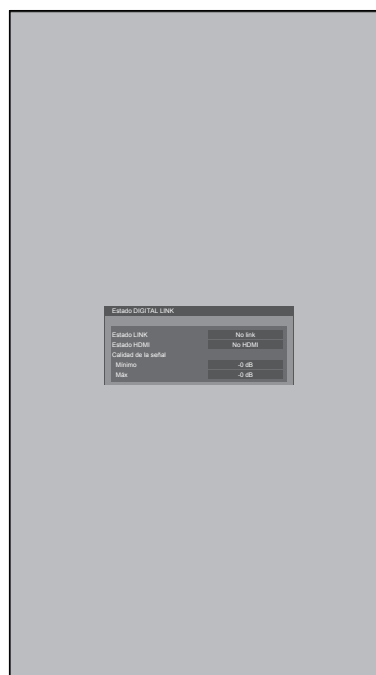 Estado DIGITAL LINK
Estado LINK No link
Estado HDMI No HDMI
Calidad de la señal
Mínimo -0 dB
Máx -0 dB